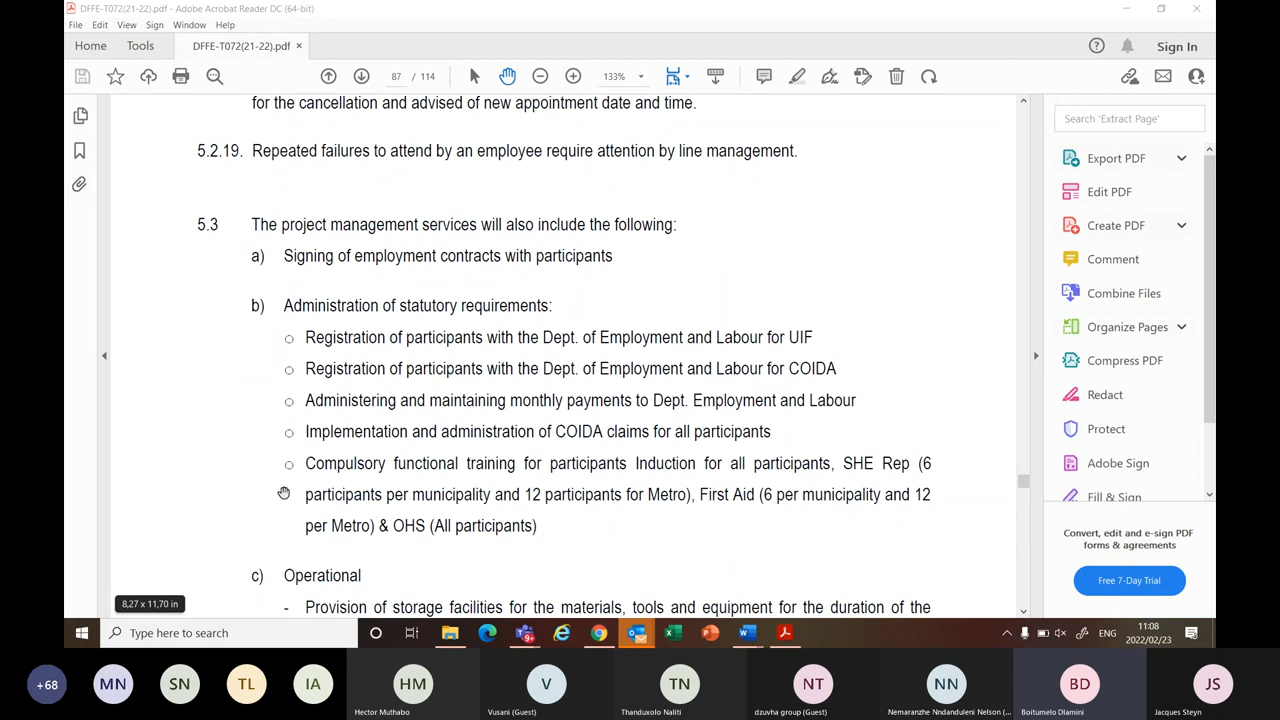 DFFE-T072(21-22).pdf - Adobe Acrobat Reader DC (64-bit)
File Edit View Sign Window Help
Home Tools DFFE-T072(21-22).pdf × Sign In
87 / 114 133%
for the cancellation and advised of new appointment date and time.
5.2.19. Repeated failures to attend by an employee require attention by line management.
5.3 The project management services will also include the following:
a) Signing of employment contracts with participants
b) Administration of statutory requirements:
○ Registration of participants with the Dept. of Employment and Labour for UIF
○ Registration of participants with the Dept. of Employment and Labour for COIDA
○ Administering and maintaining monthly payments to Dept. Employment and Labour
○ Implementation and administration of COIDA claims for all participants
○ Compulsory functional training for participants Induction for all participants, SHE Rep (6
participants per municipality and 12 participants for Metro), First Aid (6 per municipality and 12
per Metro) & OHS (All participants)
c) Operational
- Provision of storage facilities for the materials, tools and equipment for the duration of the
8,27 x 11,70 in
Search 'Extract Page'
Export PDF
Edit PDF
Create PDF
Comment
Combine Files
Organize Pages
Compress PDF
Redact
Protect
Adobe Sign
Fill & Sign
Convert, edit and e-sign PDF
forms & agreements
Free 7-Day Trial
Type here to search
ENG
11:08
2022/02/23
+68 MN SN TL IA HM V TN NT NN BD JS
Hector Muthabo Vusani (Guest) Thanduxolo Naliti dzuvha group (Guest) Nemaranzhe Nndanduleni Nelson (... Boitumelo Dlamini Jacques Steyn